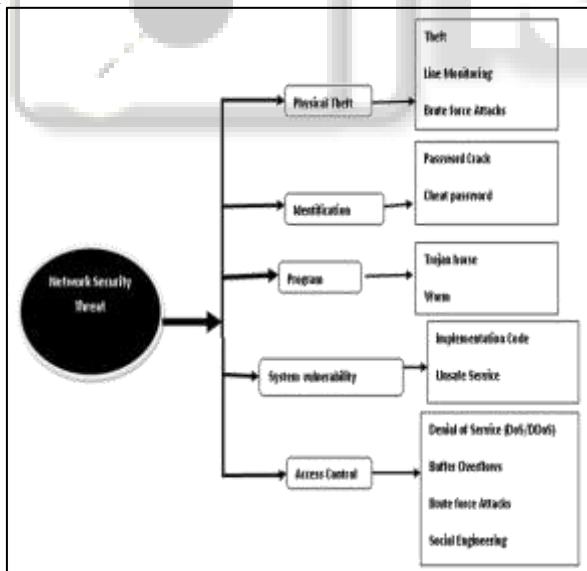 Network Security
Threat
Physical Theft
Theft
Line Monitoring
Brute force Attacks
Identification
Password Crack
Cheat password
Program
Trojan horse
Worm
System vulnerability
Implementation Code
Unsafe Service
Access Control
Denial of Service (DoS/DDoS)
Buffer Overflows
Brute force Attacks
Social Engineering